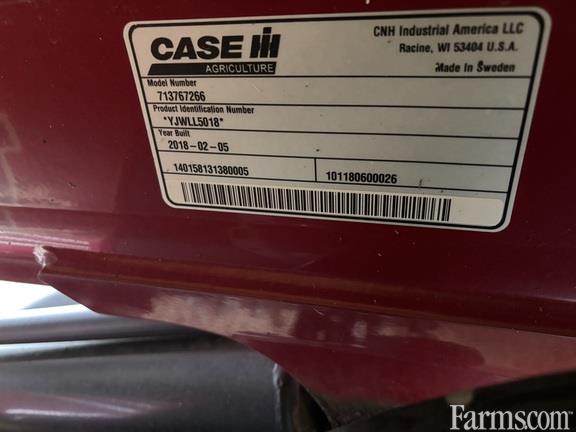 CASE IH
AGRICULTURE
CNH Industrial America LLC
Racine, WI 53404 U.S.A.
Made In Sweden
Model Number
713767266
Product Identification Number
*YJWLL5018*
Year Built
2018-02-05
140158131380005
101180600026
Farms.com